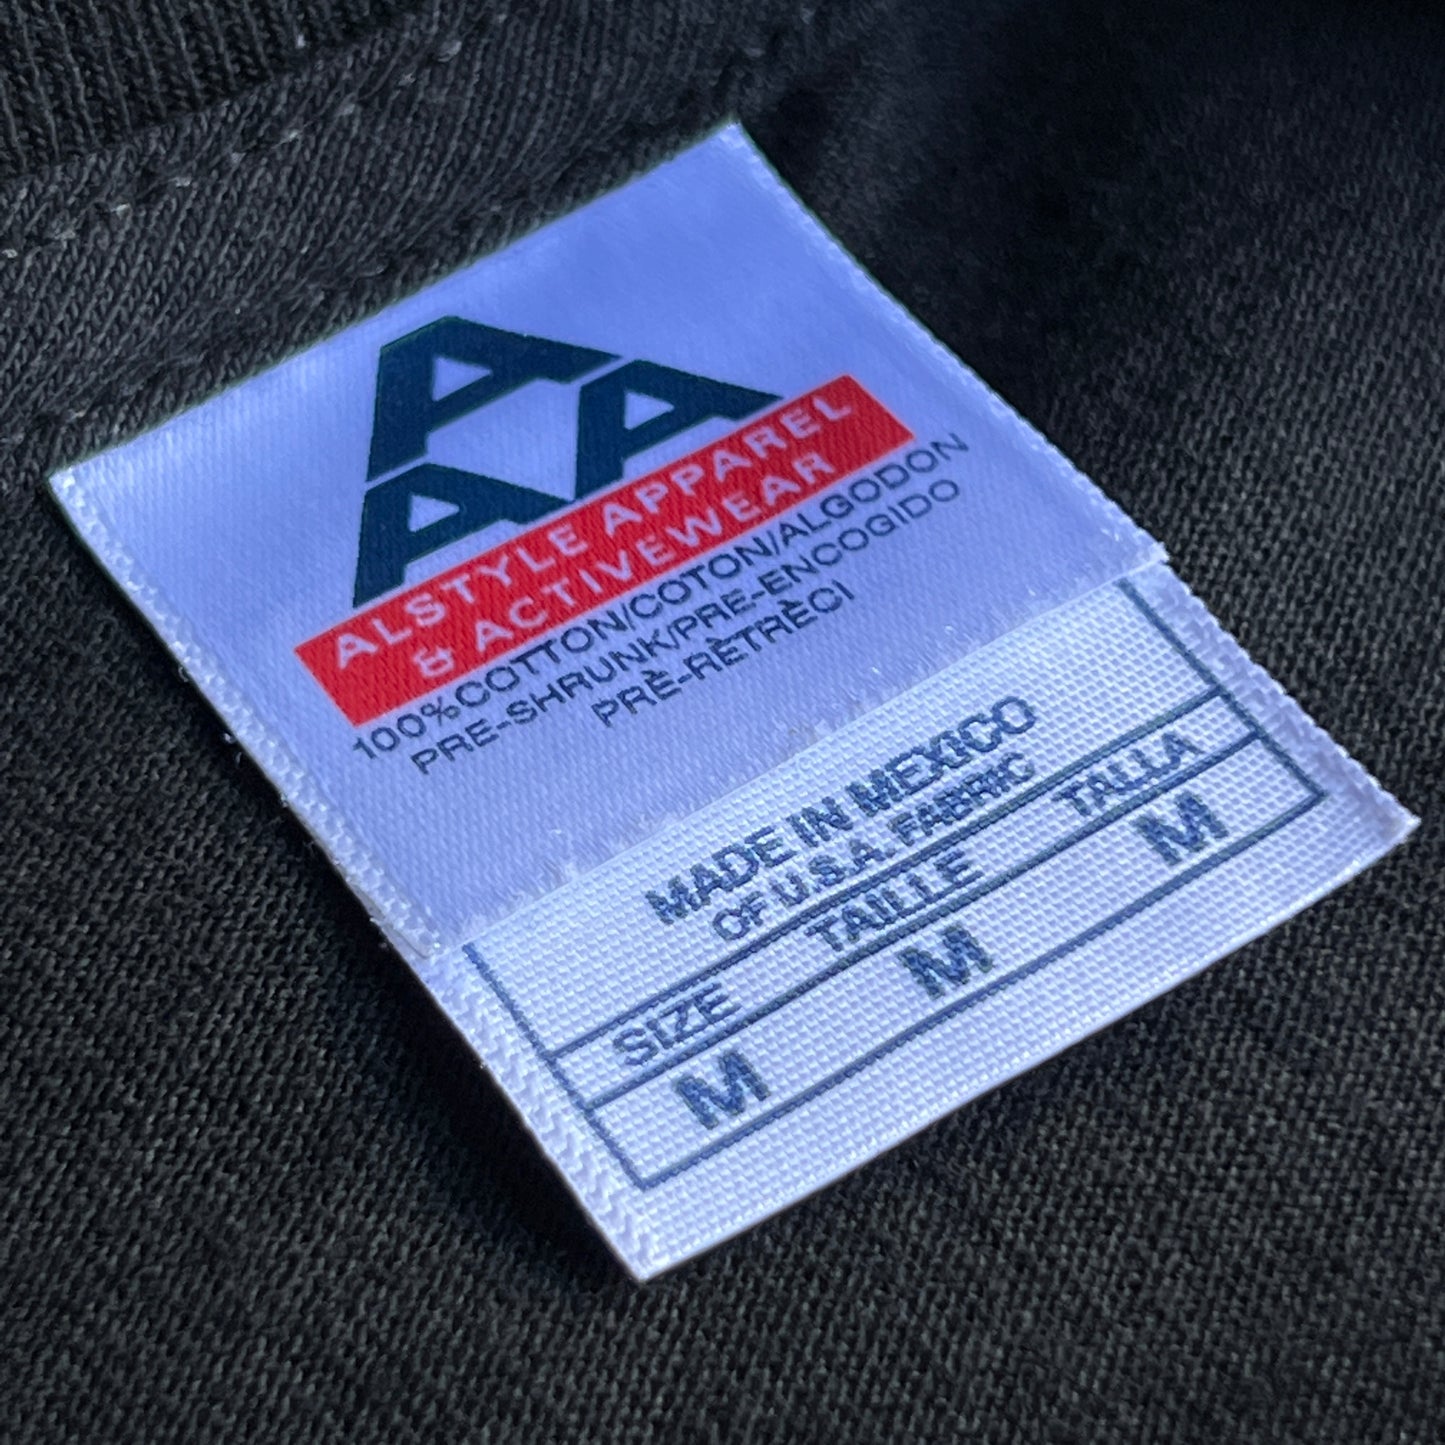 A
A A
ALSTYLE APPAREL
& ACTIVEWEAR
100%COTTON/COTON/ALGODON
PRE-SHRUNK/PRE-ENCOGIDO
PRÈ-RÈTRÈCI
MADE IN MEXICO
OF U.S.A. FABRIC
SIZE TAILLE TALLA
M M M